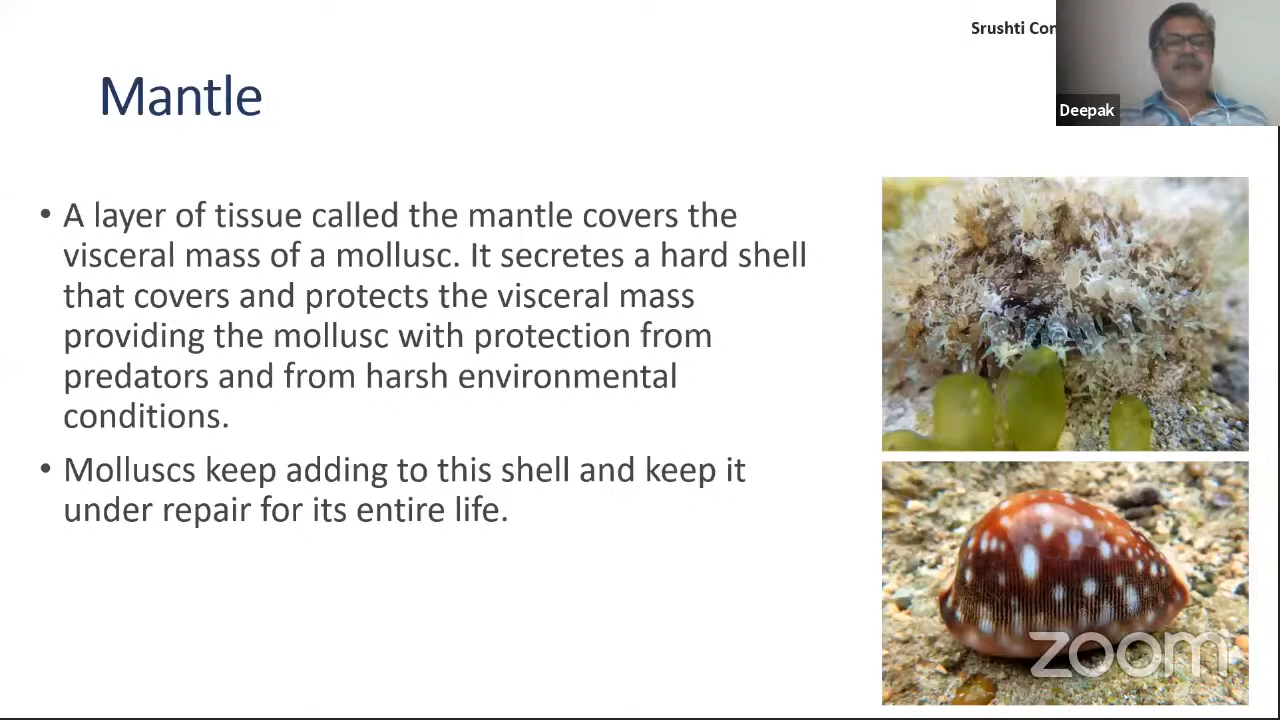 Srushti Con
Deepak
Mantle
• A layer of tissue called the mantle covers the
visceral mass of a mollusc. It secretes a hard shell
that covers and protects the visceral mass
providing the mollusc with protection from
predators and from harsh environmental
conditions.
• Molluscs keep adding to this shell and keep it
under repair for its entire life.
zoom